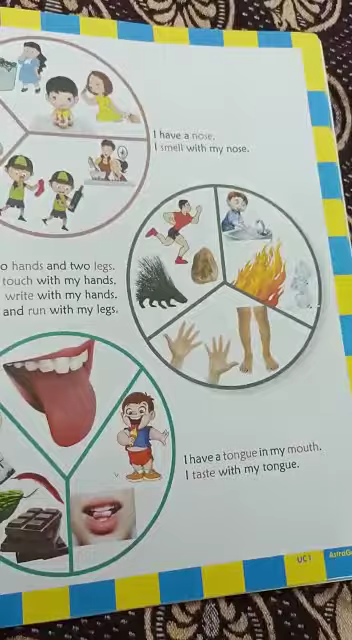 I have a nose.
I smell with my nose.
o hands and two legs.
touch with my hands,
write with my hands.
and run with my legs.
I have a tongue in my mouth.
I taste with my tongue.
UC1